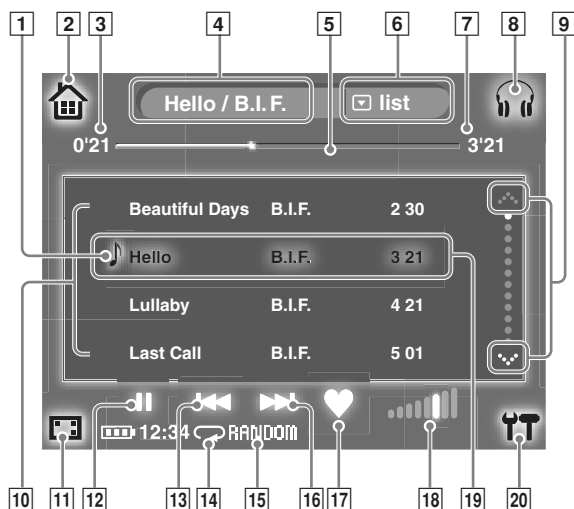 1 2 3 4 5 6 7 8 9
Hello / B.I.F. list
0'21 3'21
Beautiful Days B.I.F. 2 30
Hello B.I.F. 3 21
Lullaby B.I.F. 4 21
Last Call B.I.F. 5 01
12:34 RANDOM
10 11 12 13 14 15 16 17 18 19 20